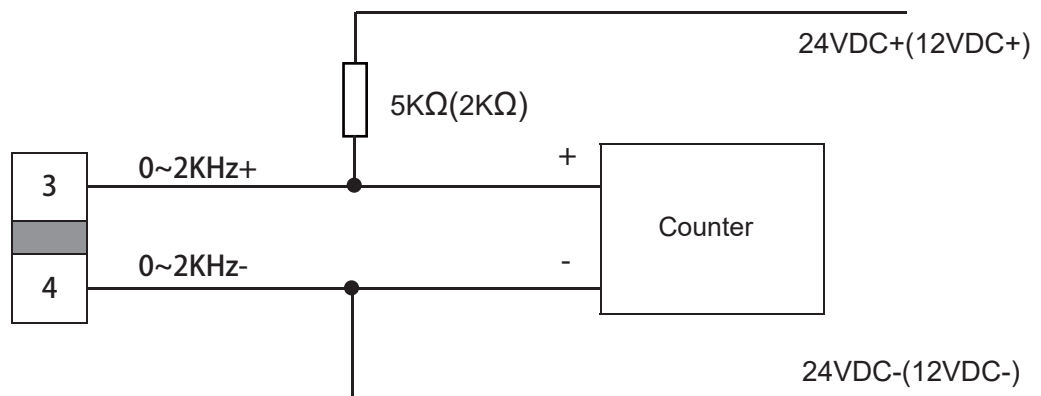 24VDC+(12VDC+)
5KΩ(2KΩ)
3
0~2KHz+
+
Counter
4
0~2KHz-
-
24VDC-(12VDC-)